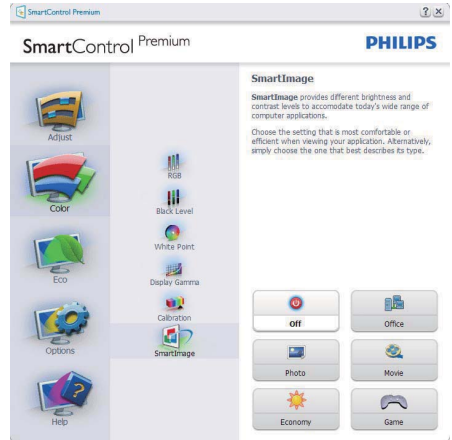 SmartControl Premium
SmartControl Premium
PHILIPS
Adjust
Color
Eco
Options
Help
RGB
Black Level
White Point
Display Gamma
Calibration
SmartImage
SmartImage
SmartImage provides different brightness and
contrast levels to accomodate today's wide range of
computer applications.
Choose the setting that is most comfortable or
efficient when viewing your application. Alternatively,
simply choose the one that best describes its type.
Off
Office
Photo
Movie
Economy
Game